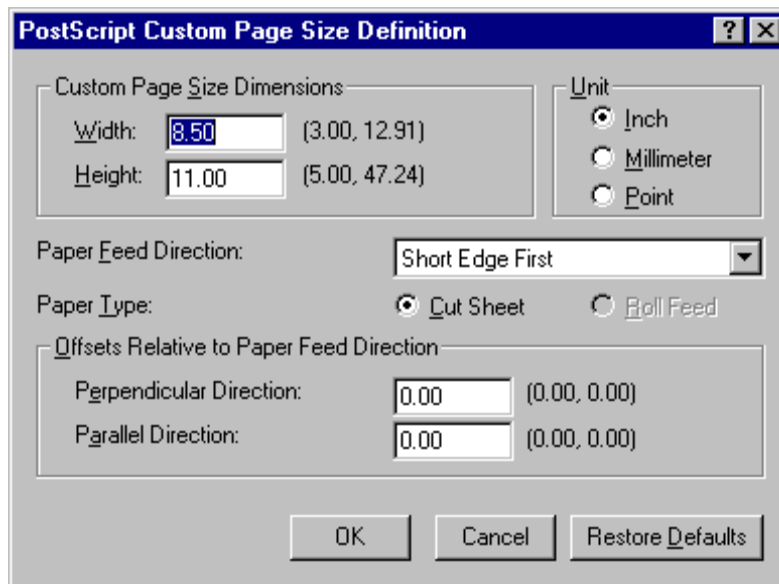 PostScript Custom Page Size Definition ? X
Custom Page Size Dimensions
Width: 8.50 (3.00, 12.91)
Height: 11.00 (5.00, 47.24)
Unit
Inch
Millimeter
Point
Paper Feed Direction: Short Edge First
Paper Type: Cut Sheet Roll Feed
Offsets Relative to Paper Feed Direction
Perpendicular Direction: 0.00 (0.00, 0.00)
Parallel Direction: 0.00 (0.00, 0.00)
OK Cancel Restore Defaults